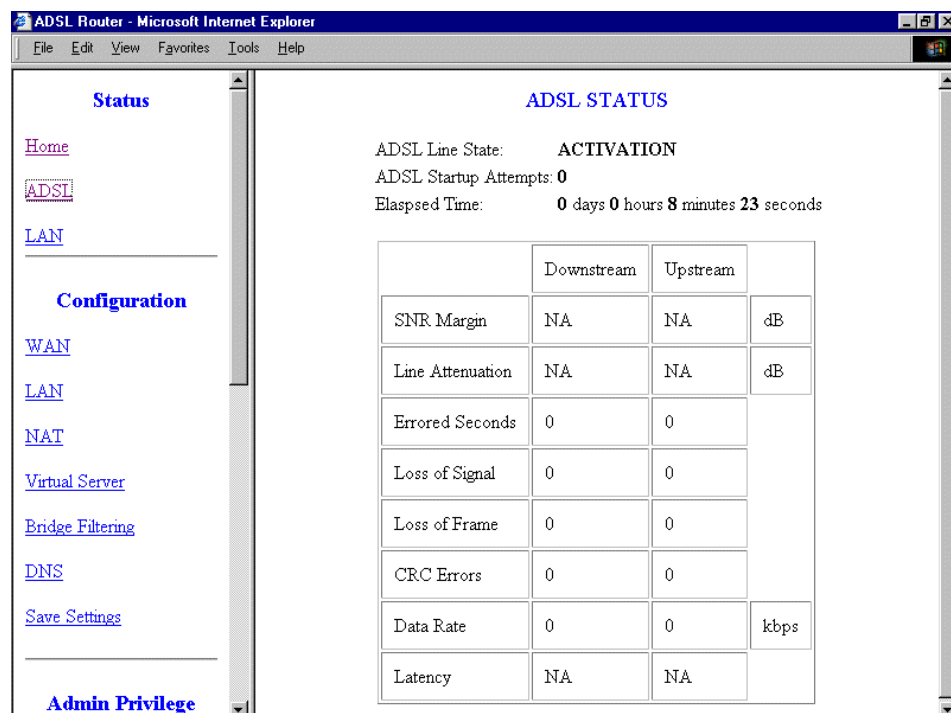 ADSL Router - Microsoft Internet Explorer
File Edit View Favorites Tools Help
Status
Home
ADSL
LAN
Configuration
WAN
LAN
NAT
Virtual Server
Bridge Filtering
DNS
Save Settings
Admin Privilege
ADSL STATUS
ADSL Line State: ACTIVATION
ADSL Startup Attempts: 0
Elaspsed Time: 0 days 0 hours 8 minutes 23 seconds
Downstream Upstream
SNR Margin NA NA dB
Line Attenuation NA NA dB
Errored Seconds 0 0
Loss of Signal 0 0
Loss of Frame 0 0
CRC Errors 0 0
Data Rate 0 0 kbps
Latency NA NA